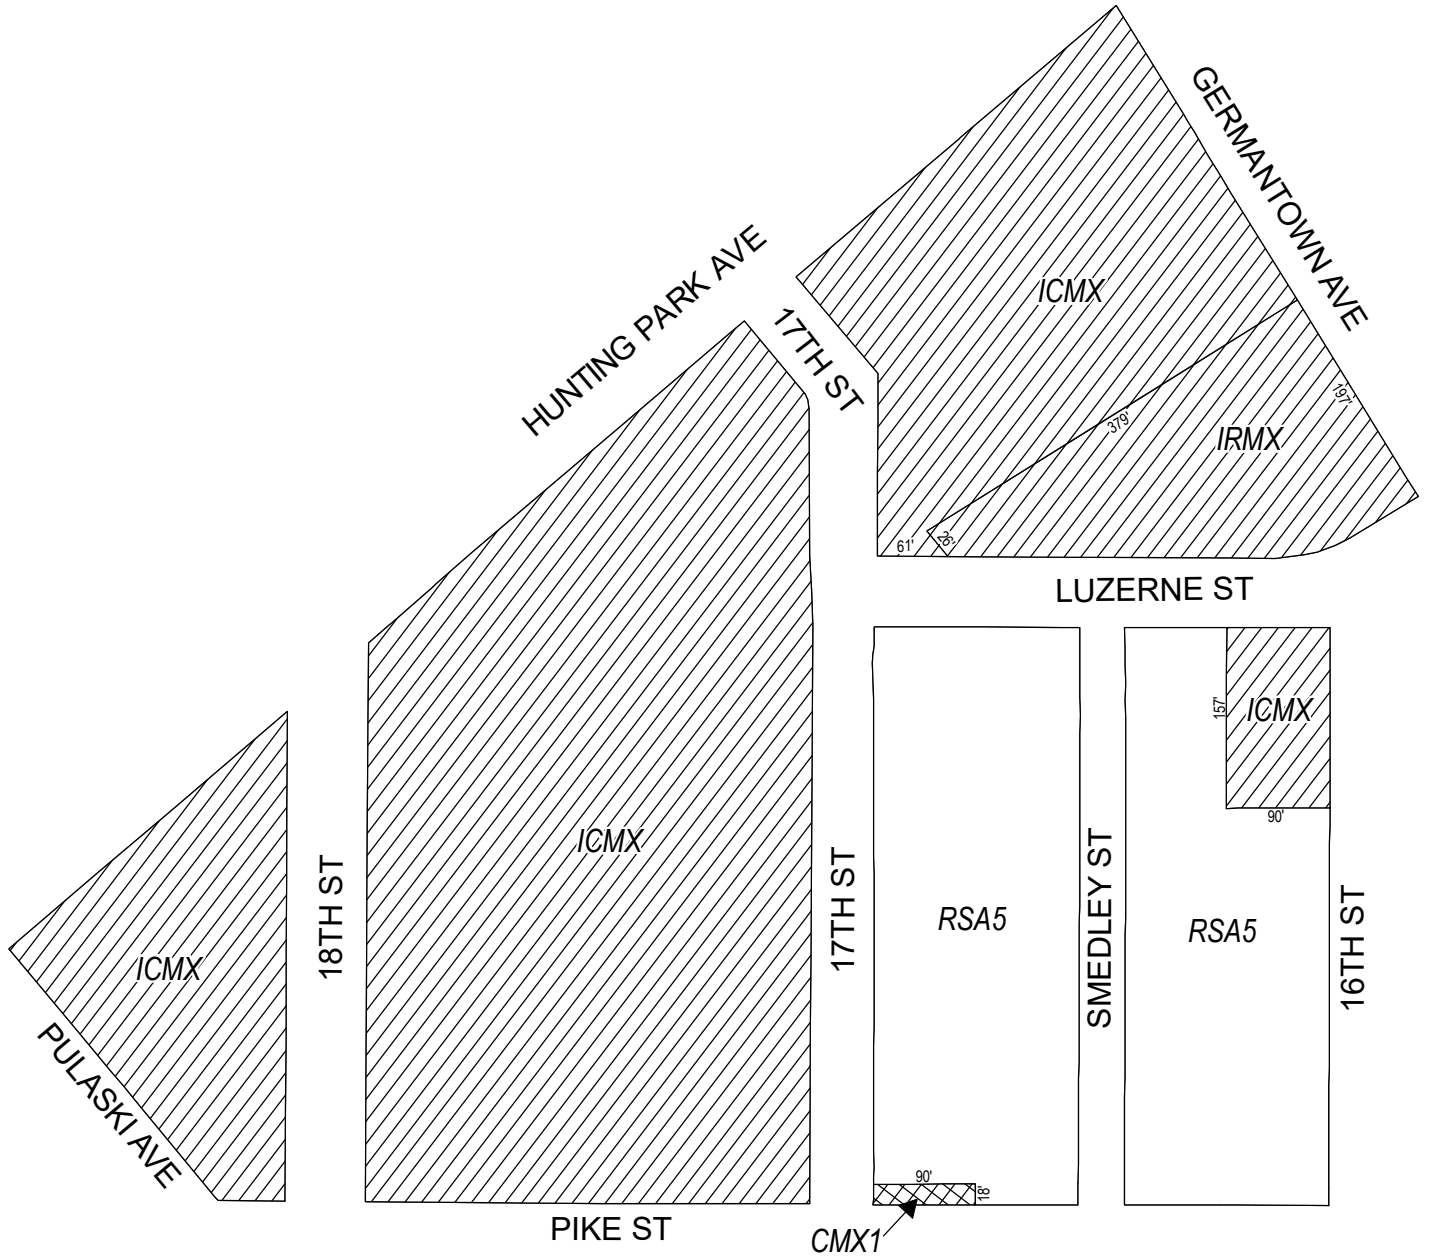 GERMANTOWN AVE
HUNTING PARK AVE
17TH ST
ICMX
197'
379'
IRMX
61'
26'
LUZERNE ST
157'
ICMX
90'
ICMX
18TH ST
17TH ST
SMEDLEY ST
16TH ST
RSA5
RSA5
ICMX
PULASKI AVE
90'
18'
PIKE ST
CMX1